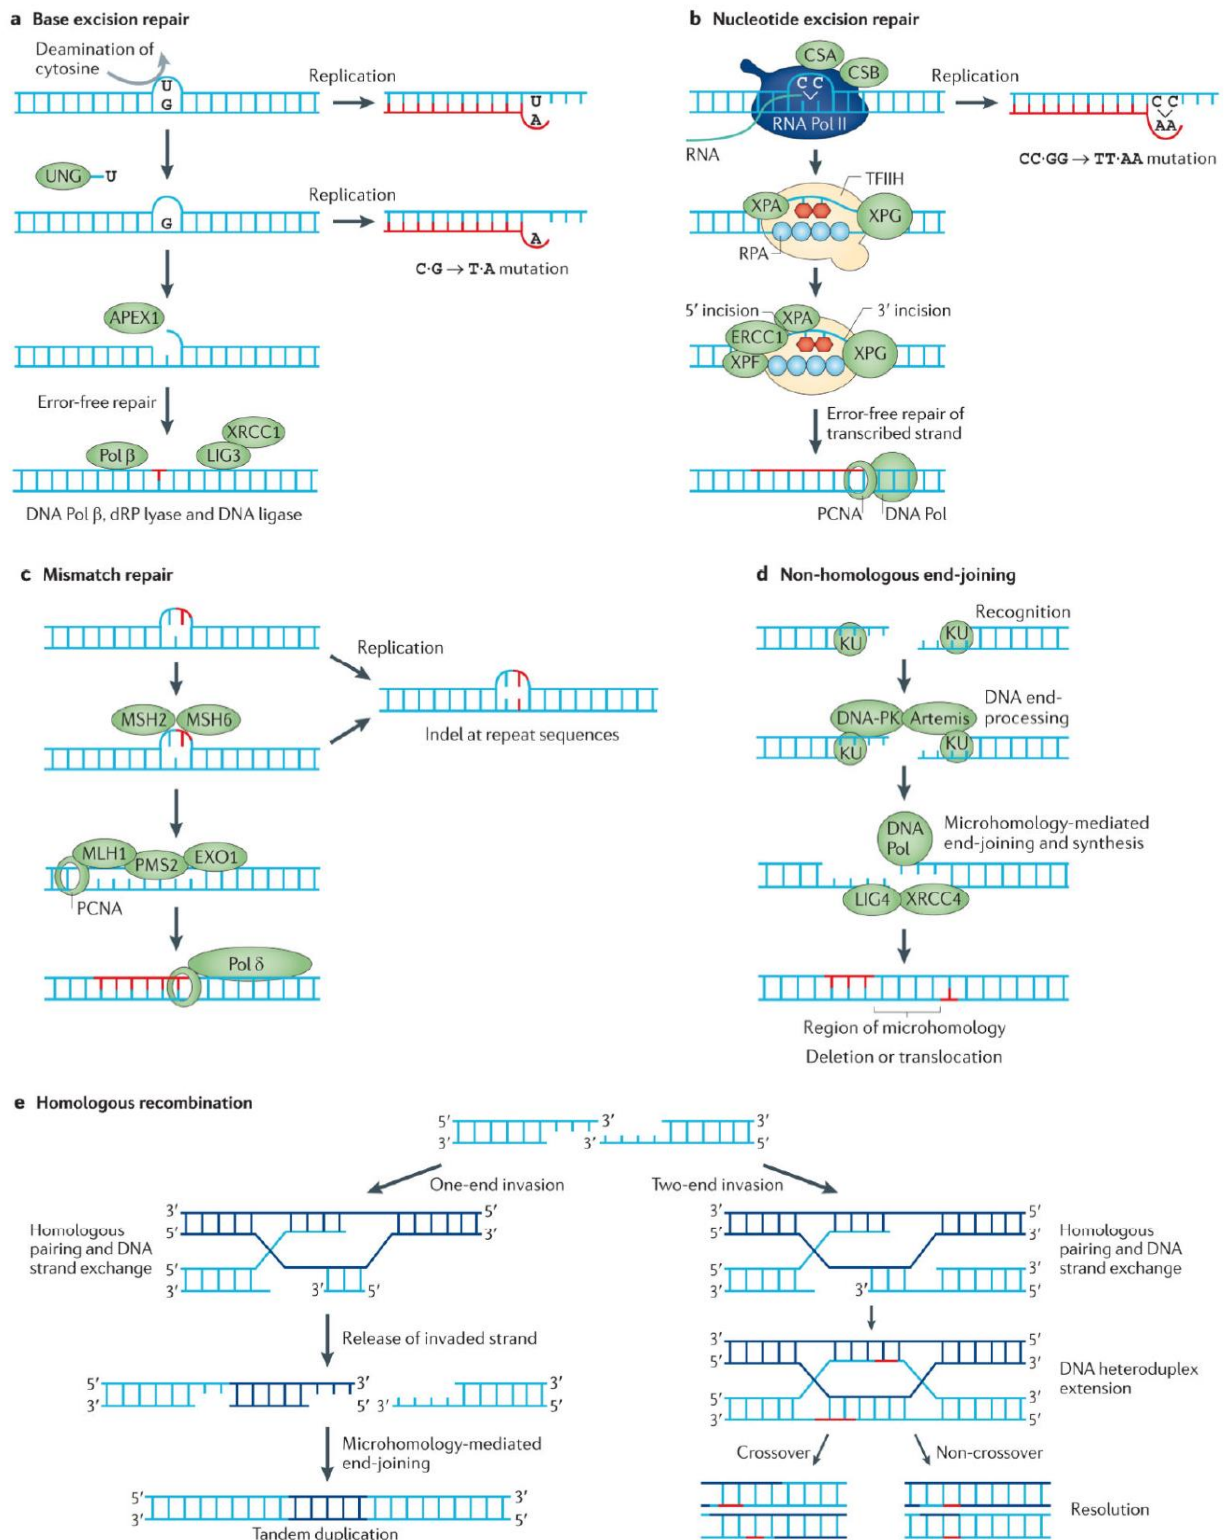 a Base excision repair
Deamination of
cytosine
U
G
Replication
U
A
UNG
U
G
Replication
A
C·G → T·A mutation
APEX1
Error-free repair
Pol β
XRCC1
LIG3
DNA Pol β, dRP lyase and DNA ligase
b Nucleotide excision repair
CSA
CSB
C C
RNA Pol II
RNA
Replication
C C
AA
CC·GG → TT·AA mutation
TFIIH
XPA
XPG
RPA
5′ incision
XPA
3′ incision
ERCC1
XPF
XPG
Error-free repair of
transcribed strand
PCNA
DNA Pol
c Mismatch repair
Replication
MSH2
MSH6
Indel at repeat sequences
MLH1
PMS2
EXO1
PCNA
Pol δ
d Non-homologous end-joining
Recognition
KU
KU
DNA end-
processing
DNA-PK
Artemis
KU
KU
DNA
Pol
Microhomology-mediated
end-joining and synthesis
LIG4
XRCC4
Region of microhomology
Deletion or translocation
e Homologous recombination
5′
3′
3′
3′
3′
5′
One-end invasion
Two-end invasion
3′
5′
5′
3′
Homologous
pairing and DNA
strand exchange
5′
3′
3′
5′
Release of invaded strand
5′
3′
3′
5′
3′
3′
5′
Microhomology-mediated
end-joining
5′
3′
3′
5′
Tandem duplication
3′
5′
5′
3′
Homologous
pairing and DNA
strand exchange
5′
3′
3′
3′
5′
3′
5′
5′
3′
DNA heteroduplex
extension
5′
3′
3′
5′
Crossover
Non-crossover
Resolution